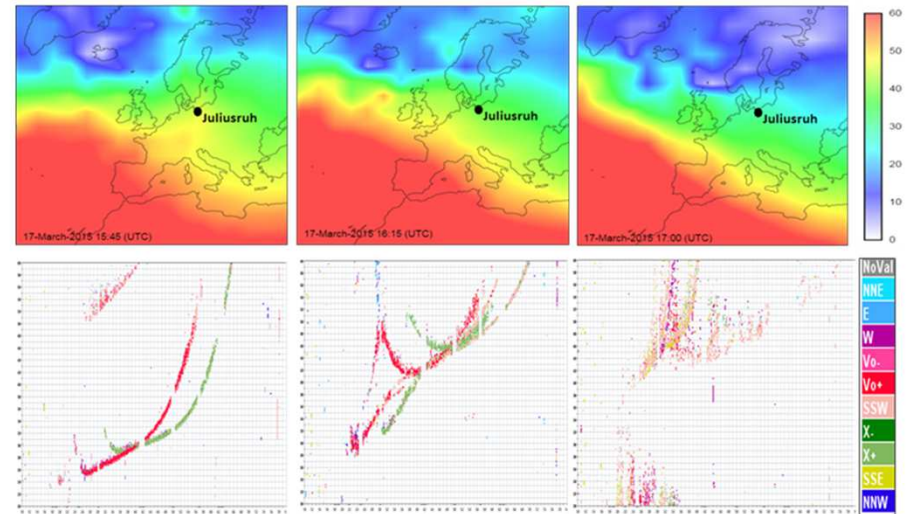 Juliusruh
17-March-2015 15:45 (UTC)
Juliusruh
17-March-2015 16:15 (UTC)
Juliusruh
17-March-2015 17:00 (UTC)
60
50
40
30
20
10
0
NoVal
NNE
E
W
Vo-
Vo+
SSW
X-
X+
SSE
NNW